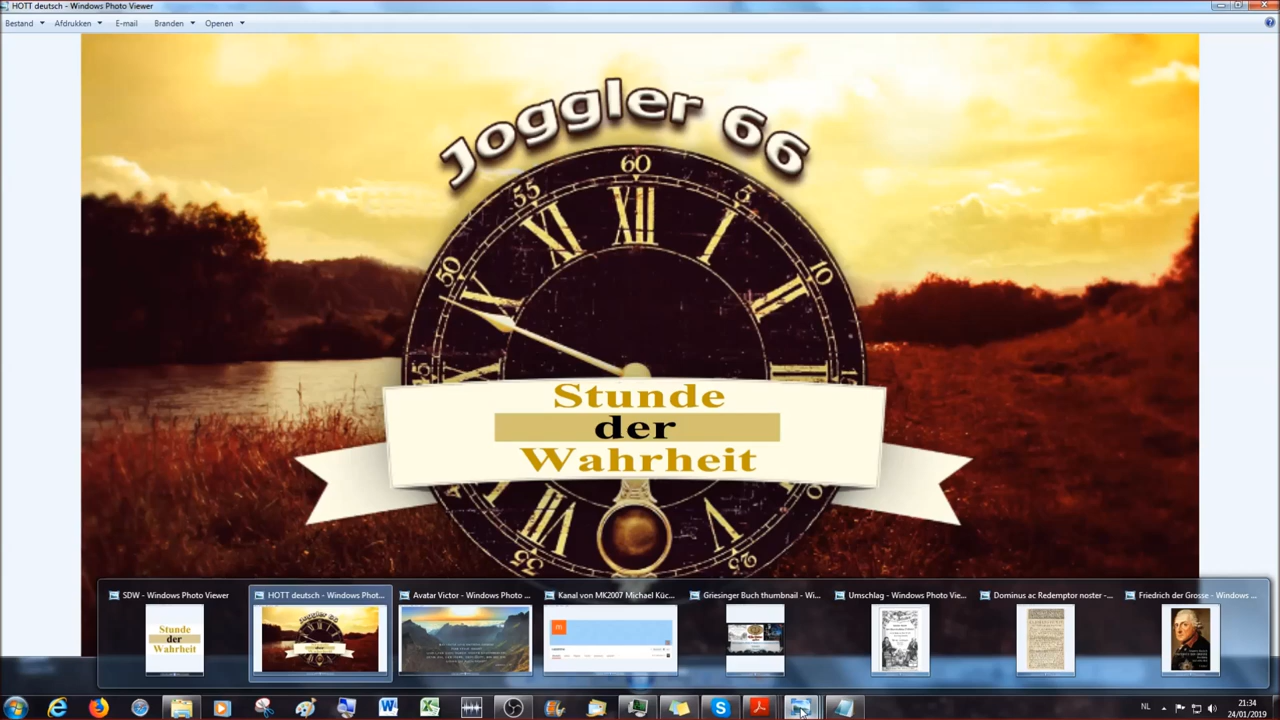 HOTT deutsch - Windows Photo Viewer
Bestand Afdrukken E-mail Branden Openen
Joggler 66
60
55 5
50 10
XII
XI I
Stunde
der
Wahrheit
25
SDW - Windows Photo Viewer
HOTT deutsch - Windows Phot...
Avatar Victor - Windows Photo ...
Kanal von MK2007 Michael Küc...
Griesinger Buch thumbnail - Wi...
Umschlag - Windows Photo Vie...
Dominus ac Redemptor noster -...
Friedrich der Grosse - Windows ...
Stunde
der
Wahrheit
NL
21:34
24/01/2019